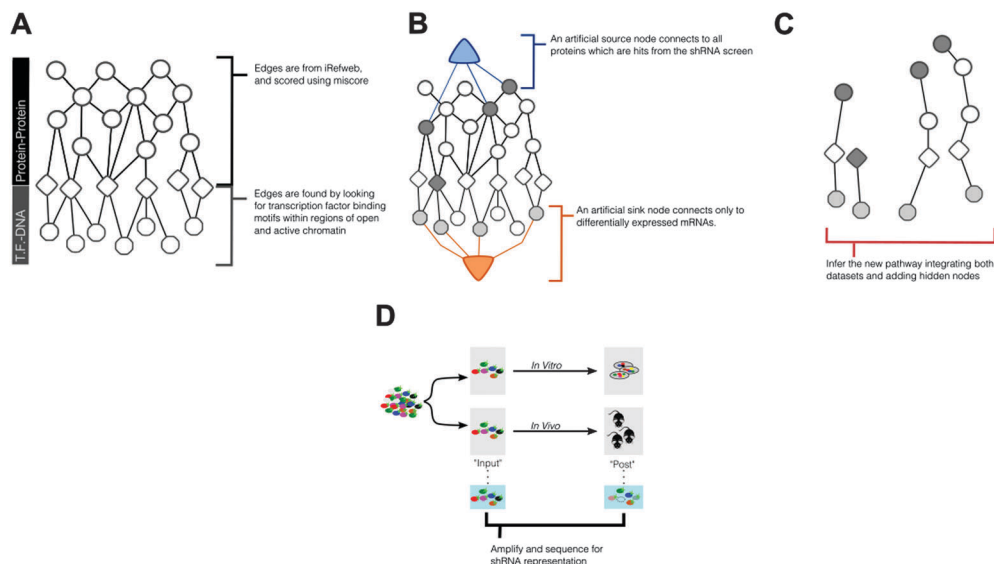 A
Protein-Protein
T.F.-DNA
Edges are from iRefweb,
and scored using miscore
Edges are found by looking
for transcription factor binding
motifs within regions of open
and active chromatin
B
An artificial source node connects to all
proteins which are hits from the shRNA screen
An artificial sink node connects only to
differentially expressed mRNAs.
C
Infer the new pathway integrating both
datasets and adding hidden nodes
D
In Vitro
In Vivo
"Input"
"Post"
Amplify and sequence for
shRNA representation